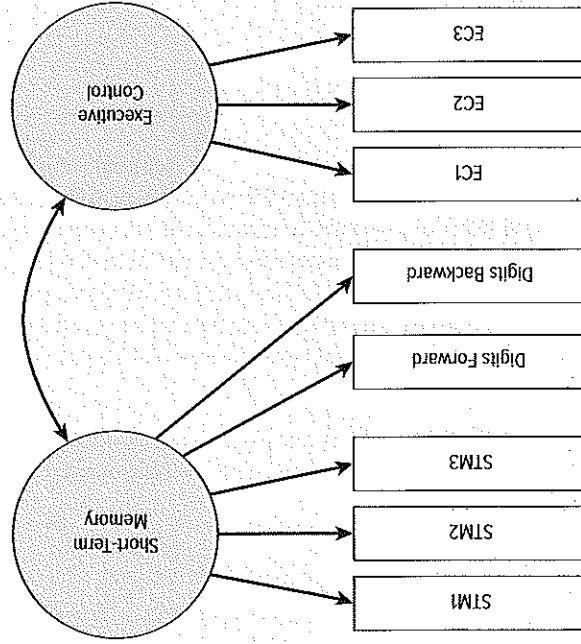 STM1
STM2
STM3
Digits Forward
Digits Backward
EC1
EC2
EC3
Short-Term
Memory
Executive
Control